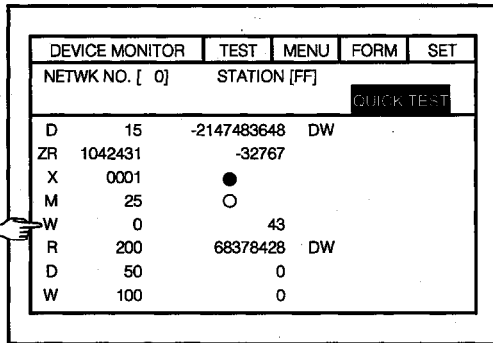 DEVICE MONITOR TEST MENU FORM SET
NETWK NO. [ 0] STATION [FF]
QUICK TEST
D 15 -2147483648 DW
ZR 1042431 -32767
X 0001 ●
M 25 ○
W 0 43
R 200 68378428 DW
D 50 0
W 100 0